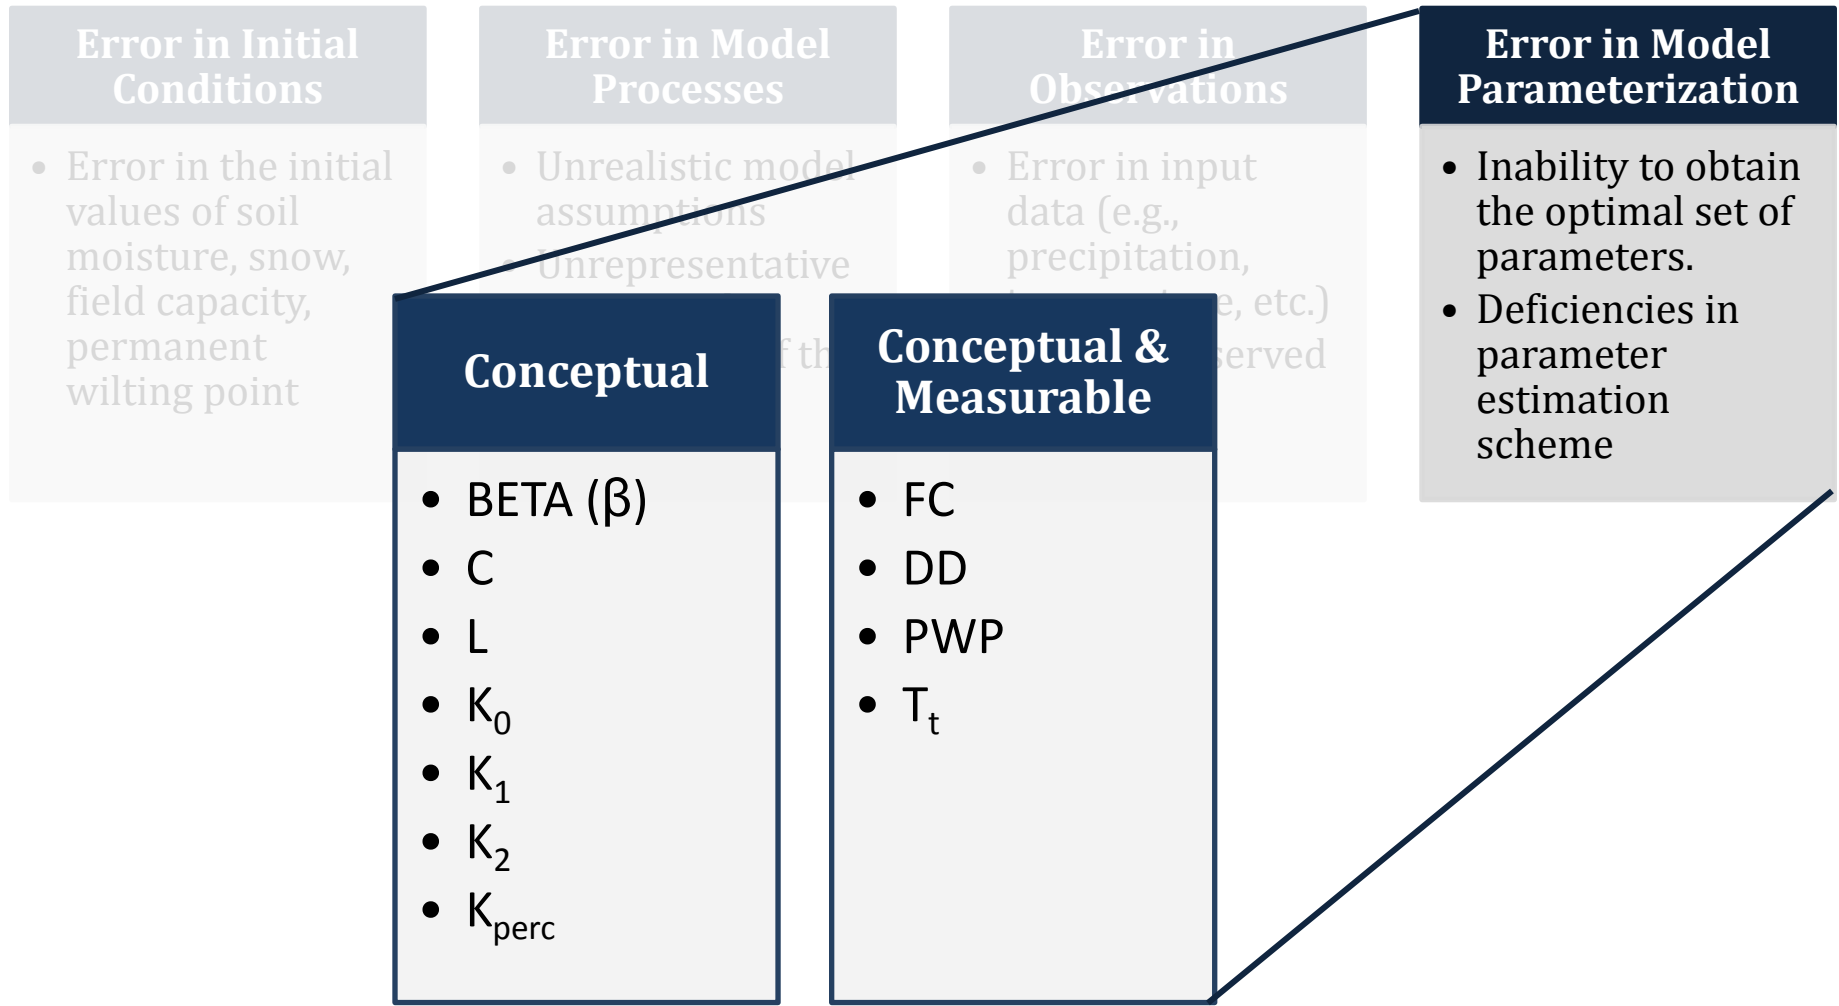 Error in Initial
Conditions
• Error in the initial
values of soil
moisture, snow,
field capacity,
permanent
wilting point
Error in Model
Processes
• Unrealistic model
assumptions
• Unrepresentative
Error in
Observations
• Error in input
data (e.g.,
precipitation,
etc.)
Error in Model
Parameterization
• Inability to obtain
the optimal set of
parameters.
• Deficiencies in
parameter
estimation
scheme
Conceptual
• BETA (β)
• C
• L
• K₀
• K₁
• K₂
• Kperc
Conceptual &
Measurable
• FC
• DD
• PWP
• Tt